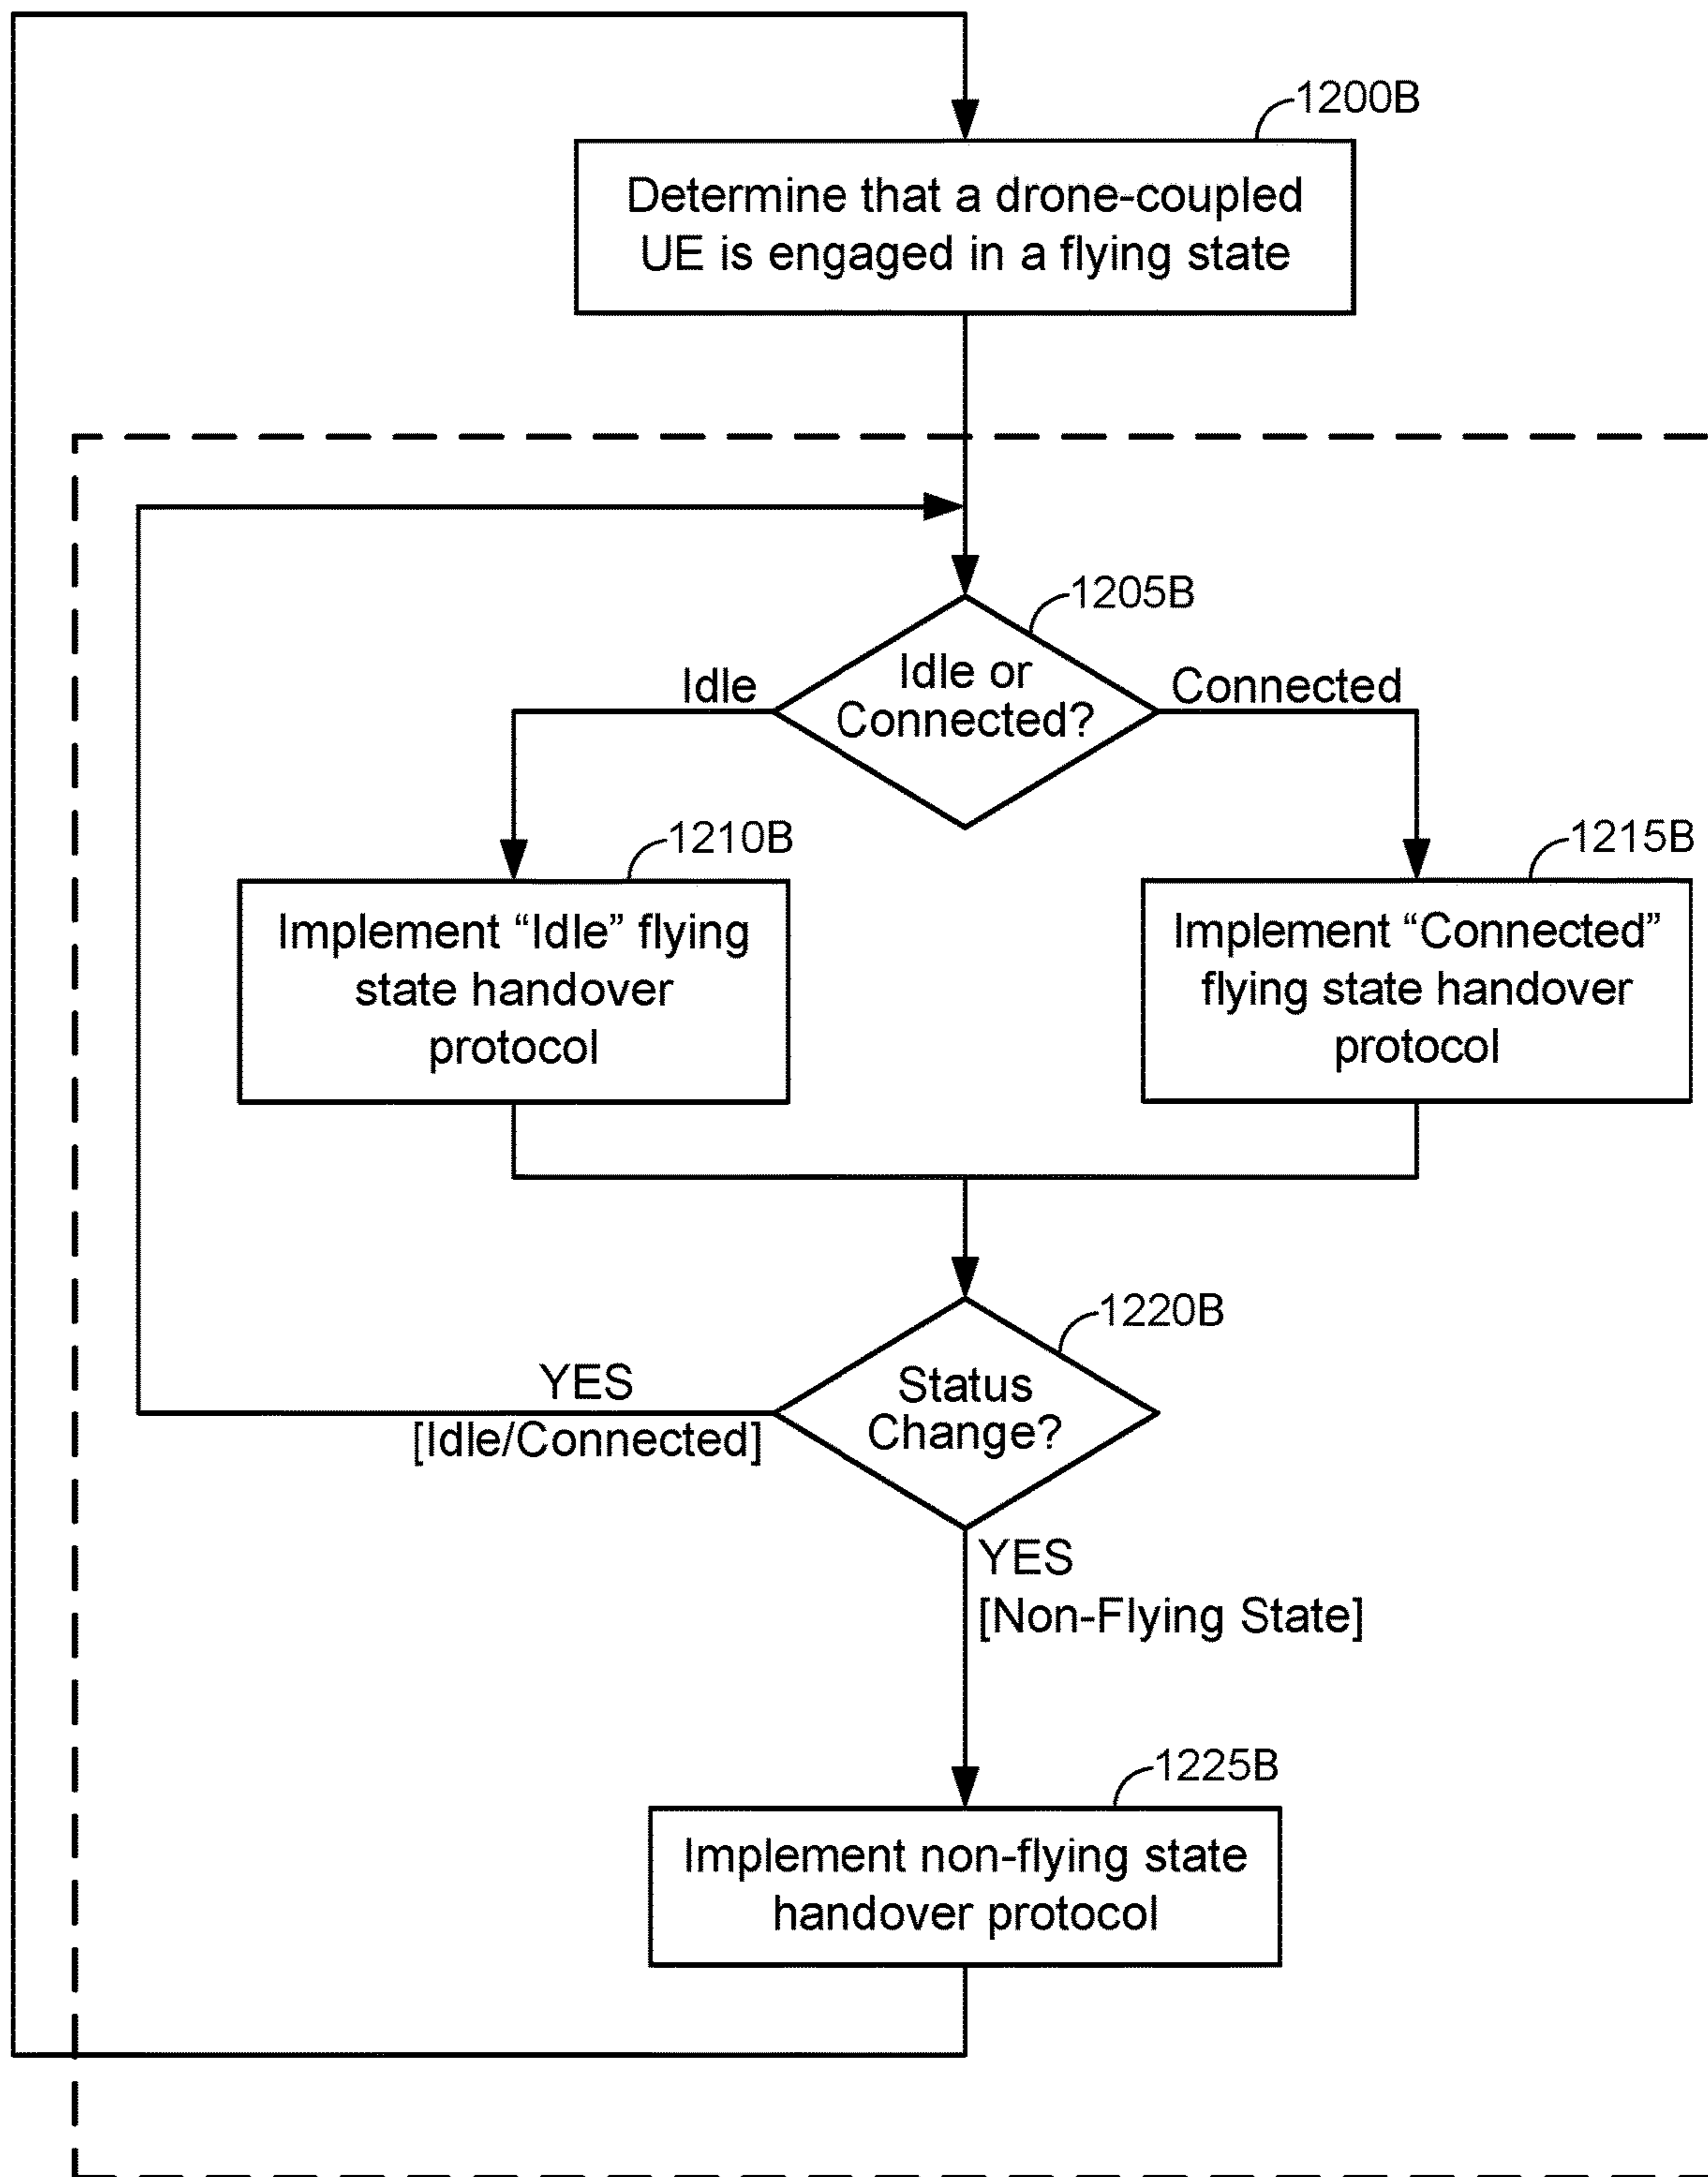 1200B
Determine that a drone-coupled
UE is engaged in a flying state
1205B
Idle or
Connected?
Idle
Connected
1210B
Implement “Idle” flying
state handover
protocol
1215B
Implement “Connected”
flying state handover
protocol
1220B
Status
Change?
YES
[Idle/Connected]
YES
[Non-Flying State]
1225B
Implement non-flying state
handover protocol